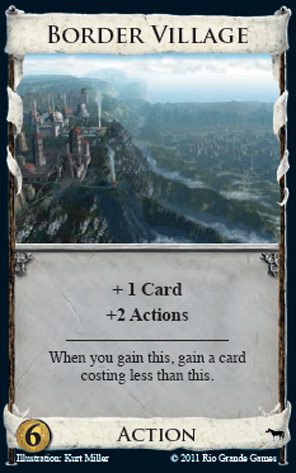 BORDER VILLAGE
+ 1 Card
+2 Actions
When you gain this, gain a card
costing less than this.
6
ACTION
Illustration: Kurt Miller
© 2011 Rio Grande Games